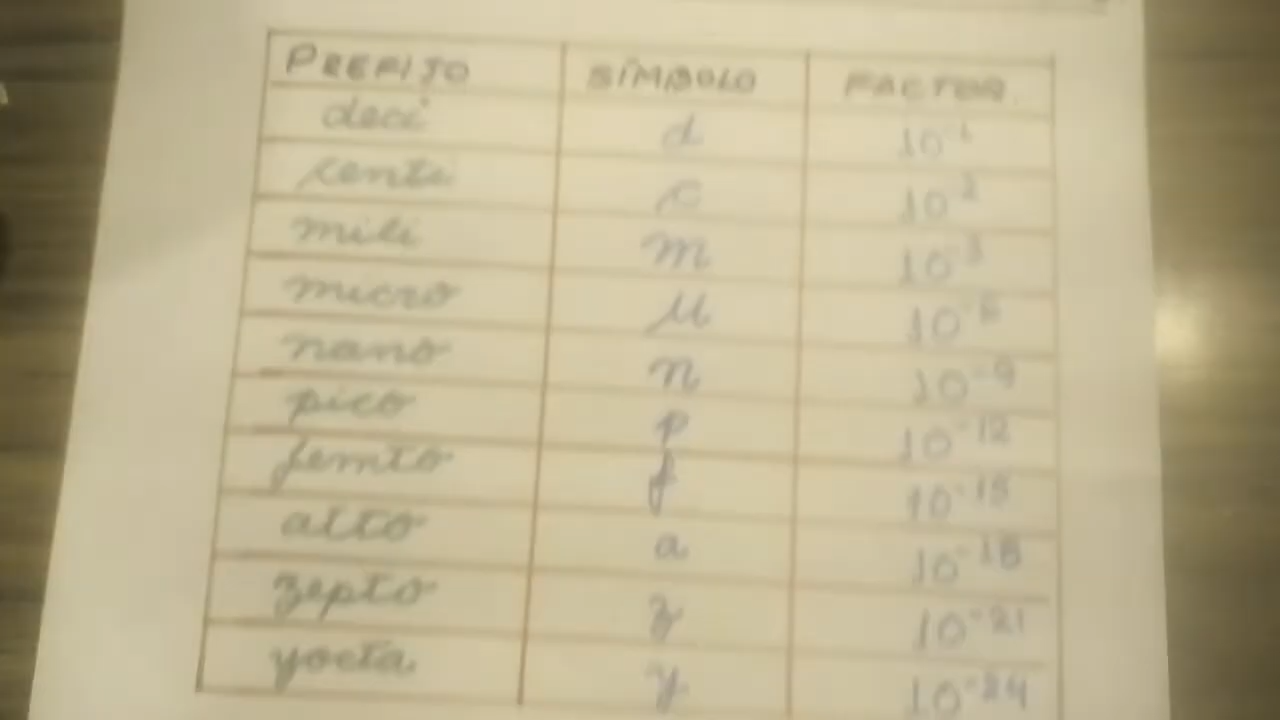 PREFIJO SÍMBOLO FACTOR.
deci d 10⁻¹
centi c 10⁻²
mili m 10⁻³
micro µ 10⁻⁶
nano n 10⁻⁹
pico p 10⁻¹²
femto f 10⁻¹⁵
atto a 10⁻¹⁸
zepto z 10⁻²¹
yocta y 10⁻²⁴